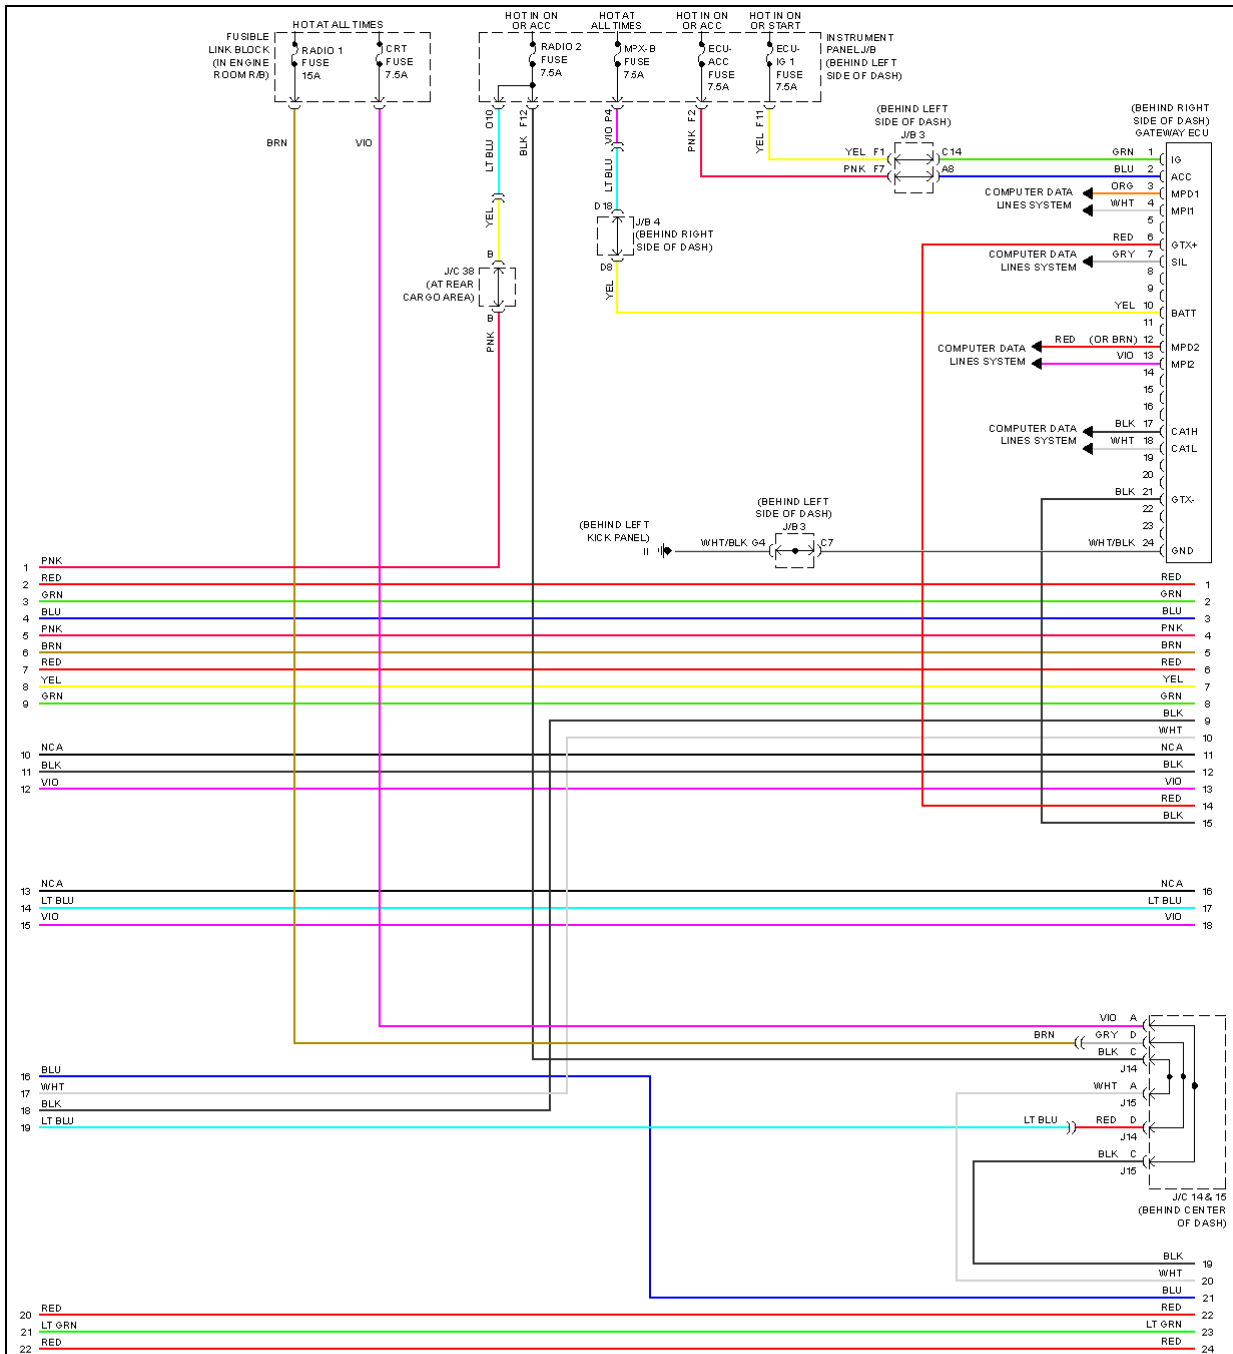 HOT AT ALL TIMES
FUSIBLE
LINK BLOCK
(IN ENGINE
ROOM R/B)
RADIO 1
FUSE
15A
CRT
FUSE
7.5A
HOT IN ON
OR ACC
HOT AT
ALL TIMES
HOT IN ON
OR ACC
HOT IN ON
OR START
RADIO 2
FUSE
7.5A
MPX-B
FUSE
7.5A
ECU-
ACC
FUSE
7.5A
ECU-
IG 1
FUSE
7.5A
INSTRUMENT
PANEL J/B
(BEHIND LEFT
SIDE OF DASH)
BRN
VIO
LT BLU O10
BLK F12
VIO P4
PNK F2
YEL F11
LT BLU
YEL
B
J/C 38
(AT REAR
CARGO AREA)
B
PNK
D18
J/B 4
(BEHIND RIGHT
SIDE OF DASH)
D8
YEL
(BEHIND LEFT
SIDE OF DASH)
J/B 3
YEL F1
C14
PNK F7
A8
(BEHIND RIGHT
SIDE OF DASH)
GATEWAY ECU
GRN 1 IG
BLU 2 ACC
ORG 3 MPD1
WHT 4 MPI1
COMPUTER DATA
LINES SYSTEM
5
RED 6 GTX+
GRY 7 SIL
COMPUTER DATA
LINES SYSTEM
8
9
YEL 10 BATT
11
RED (OR BRN) 12 MPD2
VIO 13 MPI2
COMPUTER DATA
LINES SYSTEM
14
15
16
BLK 17 CA1H
WHT 18 CA1L
COMPUTER DATA
LINES SYSTEM
19
20
BLK 21 GTX-
22
23
WHT/BLK 24 GND
(BEHIND LEFT
SIDE OF DASH)
J/B 3
(BEHIND LEFT
KICK PANEL)
II
WHT/BLK G4
C7
1 PNK
2 RED RED 1
3 GRN GRN 2
4 BLU BLU 3
5 PNK PNK 4
6 BRN BRN 5
7 RED RED 6
8 YEL YEL 7
9 GRN GRN 8
BLK 9
WHT 10
10 NCA NCA 11
11 BLK BLK 12
12 VIO VIO 13
RED 14
BLK 15
13 NCA NCA 16
14 LT BLU LT BLU 17
15 VIO VIO 18
VIO A
BRN GRY D
BLK C
J14
WHT A
J15
LT BLU RED D
J14
BLK C
J15
J/C 14 & 15
(BEHIND CENTER
OF DASH)
16 BLU
17 WHT
18 BLK
19 LT BLU
BLK 19
WHT 20
BLU 21
20 RED RED 22
21 LT GRN LT GRN 23
22 RED RED 24